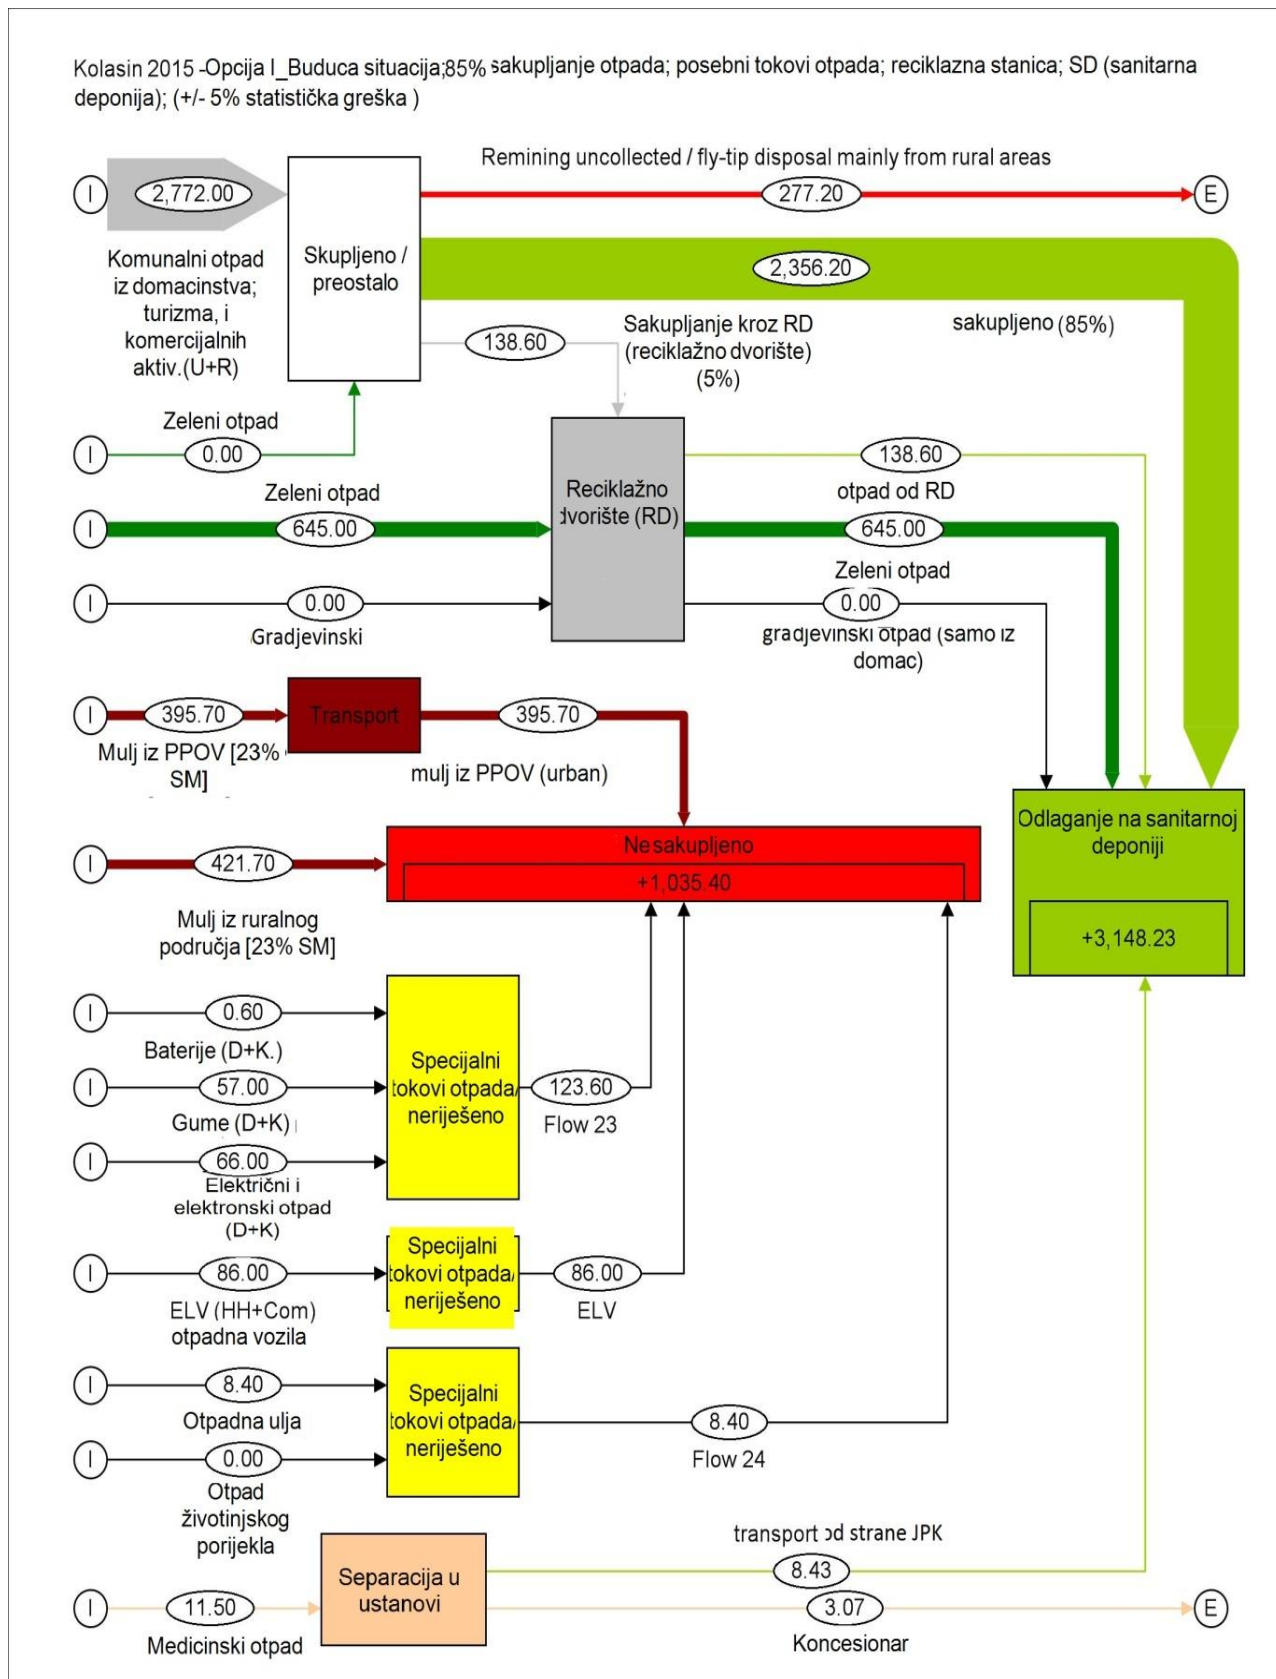 Kolasin 2015 -Opcija I_Buduca situacija;85% sakupljanje otpada; posebni tokovi otpada; reciklazna stanica; SD (sanitarna
deponija); (+/- 5% statistička greška )
Remining uncollected / fly-tip disposal mainly from rural areas
I
2,772.00
277.20
E
Skupljeno /
preostalo
2,356.20
Komunalni otpad
iz domacinstva;
turizma, i
komercijalnih
aktiv.(U+R)
138.60
Sakupljanje kroz RD
(reciklažno dvorište)
(5%)
sakupljeno (85%)
Zeleni otpad
I
0.00
138.60
otpad od RD
Zeleni otpad
I
645.00
Reciklažno
dvorište (RD)
645.00
Zeleni otpad
I
0.00
Gradjevinski
0.00
gradjevinski otpad (samo iz
domac)
I
395.70
Transport
395.70
Mulj iz PPOV [23%
SM]
mulj iz PPOV (urban)
Odlaganje na sanitarnoj
deponiji
+3,148.23
Nesakupljeno
+1,035.40
I
421.70
Mulj iz ruralnog
područja [23% SM]
I
0.60
Baterije (D+K.)
I
57.00
Gume (D+K)
I
66.00
Električni i
elektronski otpad
(D+K)
Specijalni
tokovi otpada/
neriješeno
123.60
Flow 23
I
86.00
ELV (HH+Com)
otpadna vozila
Specijalni
tokovi otpada/
neriješeno
86.00
ELV
I
8.40
Otpadna ulja
I
0.00
Otpad
životinjskog
porijekla
Specijalni
tokovi otpada/
neriješeno
8.40
Flow 24
transport od strane JPK
8.43
I
11.50
Medicinski otpad
Separacija u
ustanovi
3.07
Koncesionar
E